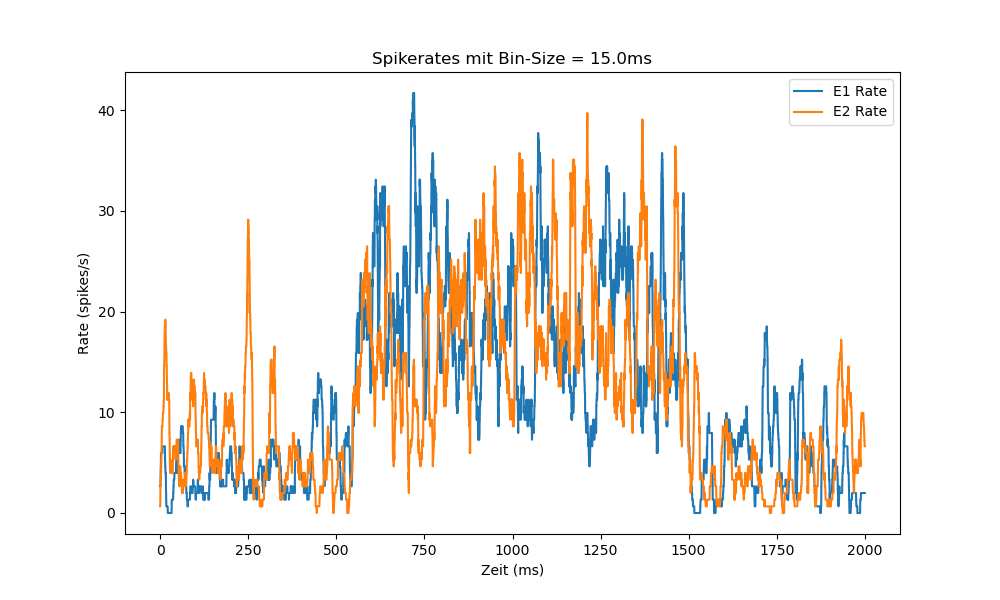 Spikerates mit Bin-Size = 15.0ms
E1 Rate
E2 Rate
Rate (spikes/s)
40
30
20
10
0
0 250 500 750 1000 1250 1500 1750 2000
Zeit (ms)